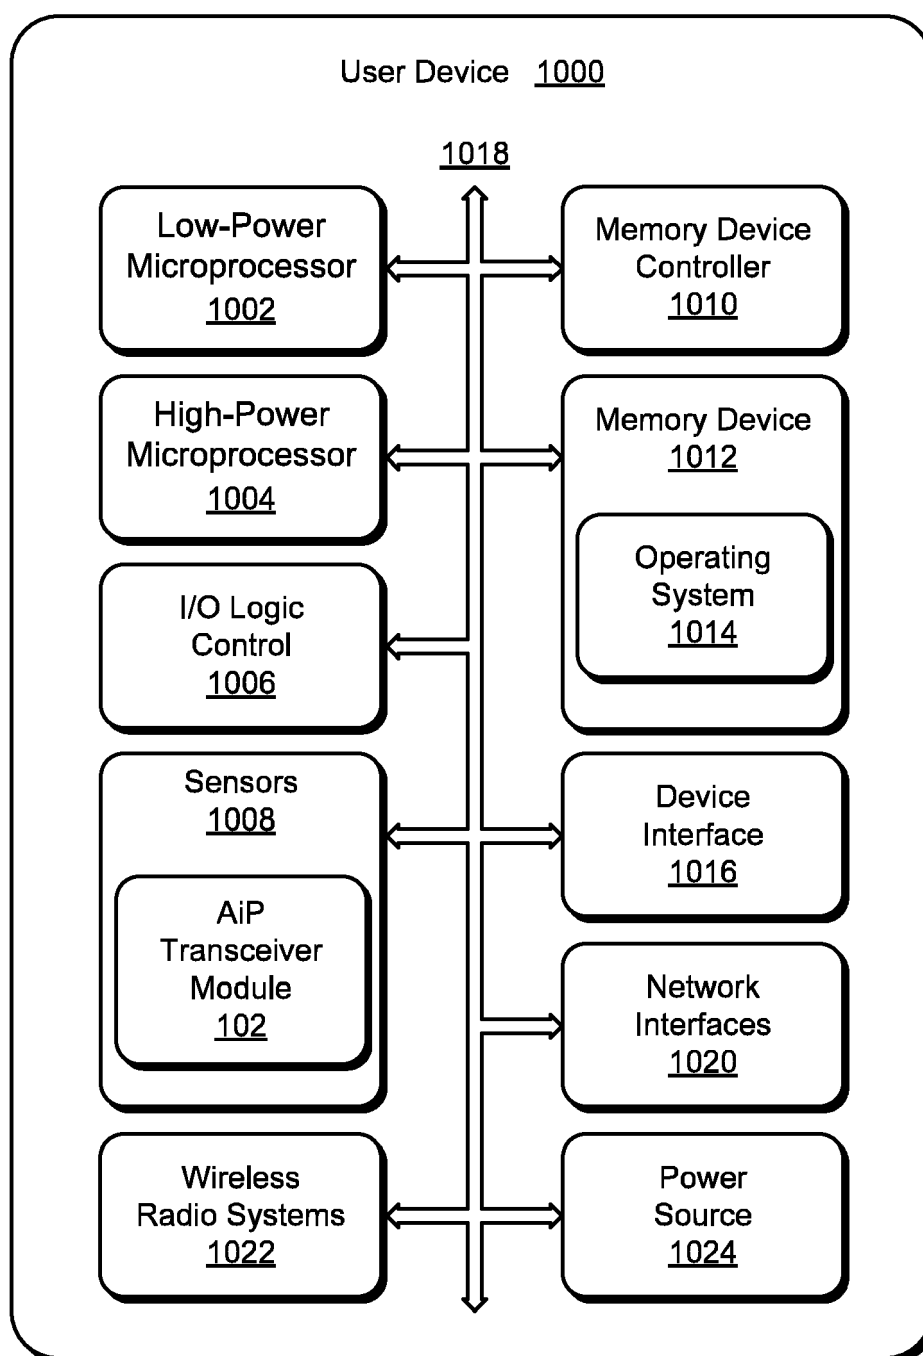 User Device 1000
1018
Low-Power
Microprocessor
1002
High-Power
Microprocessor
1004
I/O Logic
Control
1006
Sensors
1008
AiP
Transceiver
Module
102
Wireless
Radio Systems
1022
Memory Device
Controller
1010
Memory Device
1012
Operating
System
1014
Device
Interface
1016
Network
Interfaces
1020
Power
Source
1024